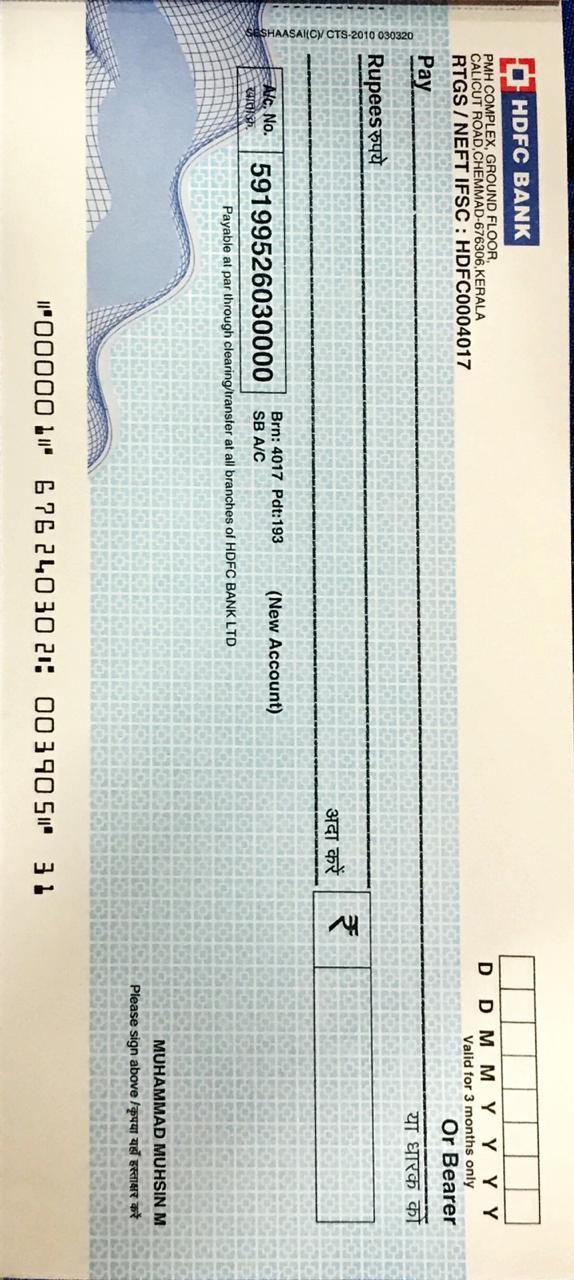 HDFC BANK
PMH COMPLEX, GROUND FLOOR,
CALICUT ROAD,CHEMMAD-676306,KERALA
RTGS / NEFT IFSC : HDFC0004017
D D M M Y Y Y Y
Valid for 3 months only
Pay
Or Bearer
या धारक को
Rupees रुपये
अदा करें
₹
SESHAASAI(C)/ CTS-2010 030320
A/c. No.
खाता क्र.
59199526030000
Brn: 4017 Pdt:193
SB A/C
(New Account)
Payable at par through clearing/transfer at all branches of HDFC BANK LTD
MUHAMMAD MUHSIN M
Please sign above /कृपया यहाँ हस्ताक्षर करें
⑈000001⑈ 676240302⑆ 003905⑈ 31